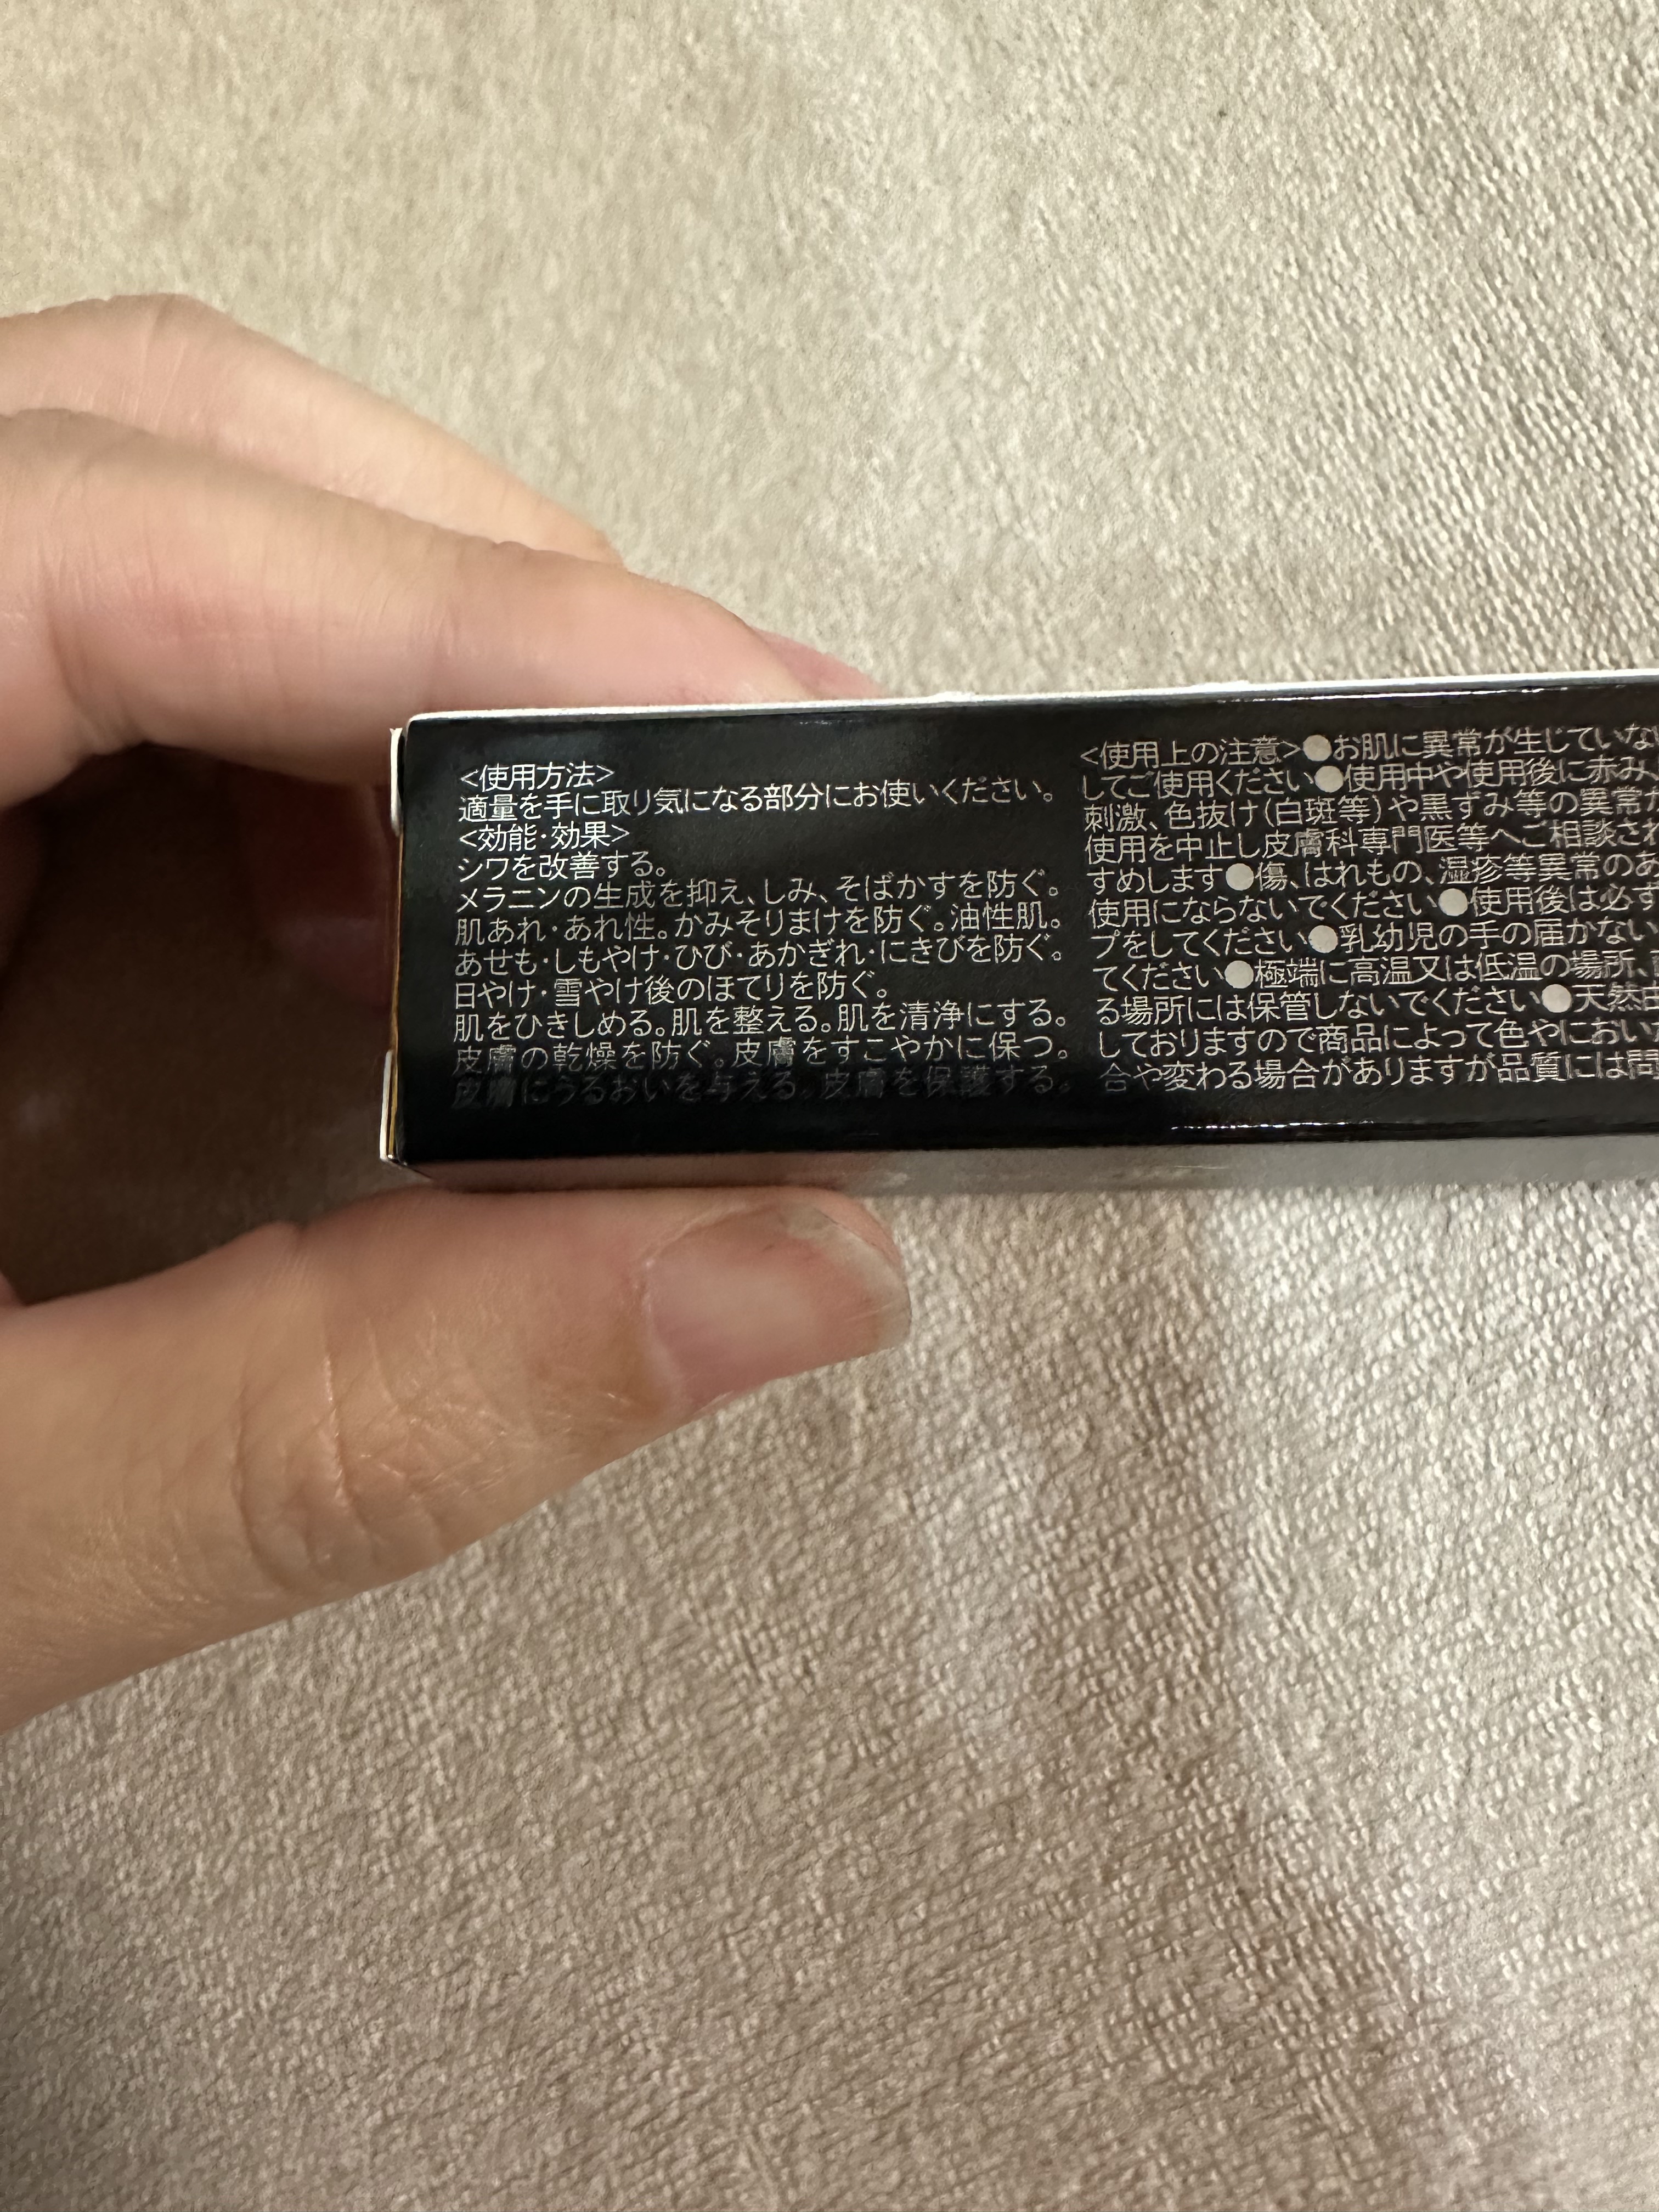 <使用方法>
適量を手に取り気になる部分にお使いください。
<効能・効果>
シワを改善する。
メラニンの生成を抑え、しみ、そばかすを防ぐ。
肌あれ・あれ性。かみそりまけを防ぐ。油性肌。
あせも・しもやけ・ひび・あかぎれ・にきびを防ぐ。
日やけ・雪やけ後のほてりを防ぐ。
肌をひきしめる。肌を整える。肌を清浄にする。
皮膚の乾燥を防ぐ。皮膚をすこやかに保つ。
皮膚にうるおいを与える。皮膚を保護する。
<使用上の注意>●お肌に異常が生じていな
してご使用ください●使用中や使用後に赤み、
刺激、色抜け(白斑等)や黒ずみ等の異常が
使用を中止し皮膚科専門医等へご相談され
すめします●傷、はれもの、湿疹等異常のあ
使用にならないでください●使用後は必ず
プをしてください●乳幼児の手の届かない
てください●極端に高温又は低温の場所、
る場所には保管しないでください●天然
しておりますので商品によって色やにおい
合や変わる場合がありますが品質には問